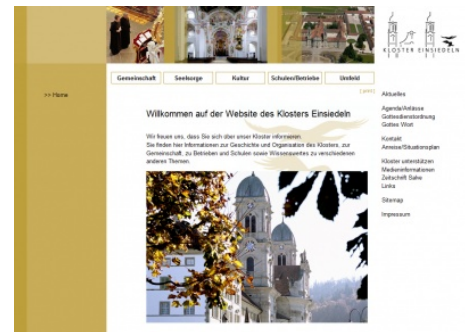 KLOSTER EINSIEDELN
Gemeinschaft
Seelsorge
Kultur
Schulen/Betriebe
Umfeld
>> Home
Willkommen auf der Website des Klosters Einsiedeln
Wir freuen uns, dass Sie sich über unser Kloster informieren.
Sie finden hier Informationen zur Geschichte und Organisation des Klosters, zur
Gemeinschaft, zu Betrieben und Schulen sowie Wissenswertes zu verschiedenen
anderen Themen.
Aktuelles
Agenda/Anlässe
Gottesdienstordnung
Gottes Wort
Kontakt
Anreise/Situationsplan
Kloster unterstützen
Medieninformationen
Zeitschrift Salve
Links
Sitemap
Impressum